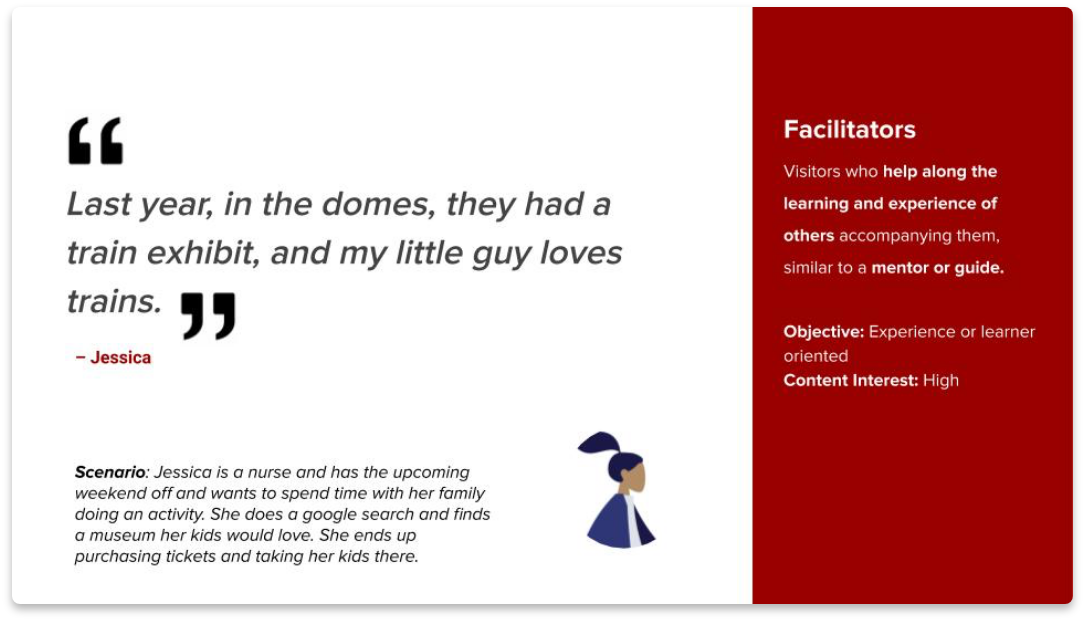 “
Last year, in the domes, they had a
train exhibit, and my little guy loves
trains. ”
– Jessica
Scenario: Jessica is a nurse and has the upcoming
weekend off and wants to spend time with her family
doing an activity. She does a google search and finds
a museum her kids would love. She ends up
purchasing tickets and taking her kids there.
Facilitators
Visitors who help along the
learning and experience of
others accompanying them,
similar to a mentor or guide.
Objective: Experience or learner
oriented
Content Interest: High